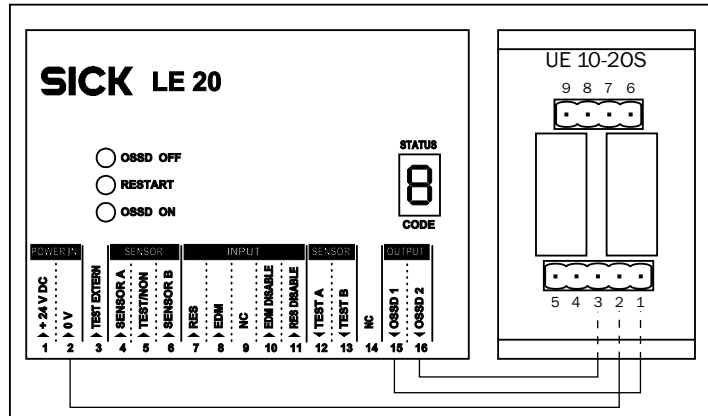 SICK LE 20
UE 10-20S
9 8 7 6
OSSD OFF
RESTART
OSSD ON
STATUS
8
CODE
POWER IN SENSOR INPUT SENSOR OUTPUT
+ 24 V DC
0 V
TEST EXTERN
SENSOR A
TEST/NON
SENSOR B
RES
EDM
NC
EDM DISABLE
RES DISABLE
TEST A
TEST B
NC
OSSD 1
OSSD 2
1 2 3 4 5 6 7 8 9 10 11 12 13 14 15 16
5 4 3 2 1